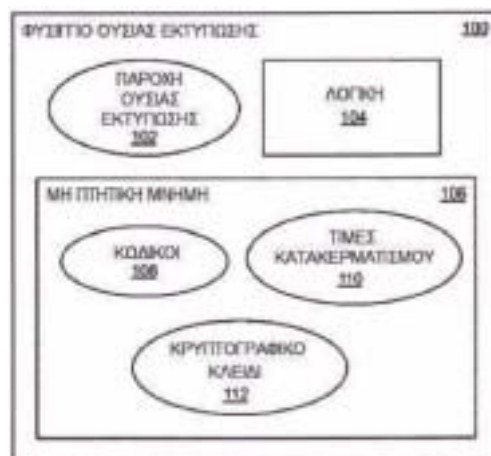 ΦΥΣΙΓΓΙΟ ΟΥΣΙΑΣ ΕΚΤΥΠΩΣΗΣ 100
ΠΑΡΟΧΗ
ΟΥΣΙΑΣ
ΕΚΤΥΠΩΣΗΣ
102
ΛΟΓΙΚΗ
104
ΜΗ ΠΤΗΤΙΚΗ ΜΝΗΜΗ 106
ΚΩΔΙΚΟΙ
108
ΤΙΜΕΣ
ΚΑΤΑΚΕΡΜΑΤΙΣΜΟΥ
110
ΚΡΥΠΤΟΓΡΑΦΙΚΟ
ΚΛΕΙΔΙ
112